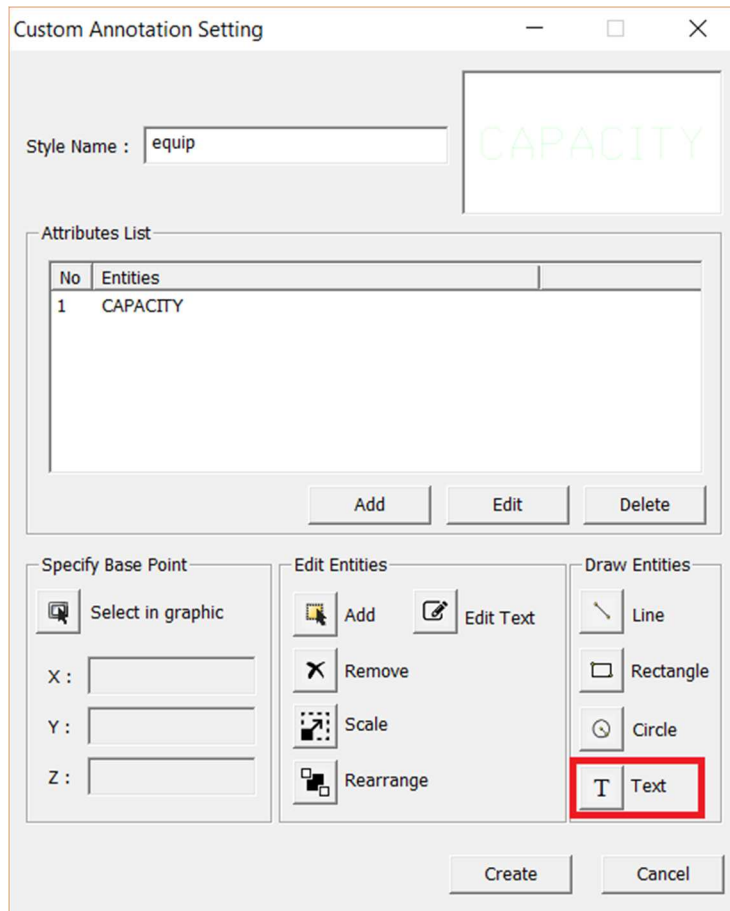 Custom Annotation Setting
Style Name : equip
CAPACITY
Attributes List
No Entities
1 CAPACITY
Add Edit Delete
Specify Base Point
Select in graphic
X :
Y :
Z :
Edit Entities
Add Edit Text
Remove
Scale
Rearrange
Draw Entities
Line
Rectangle
Circle
T Text
Create Cancel